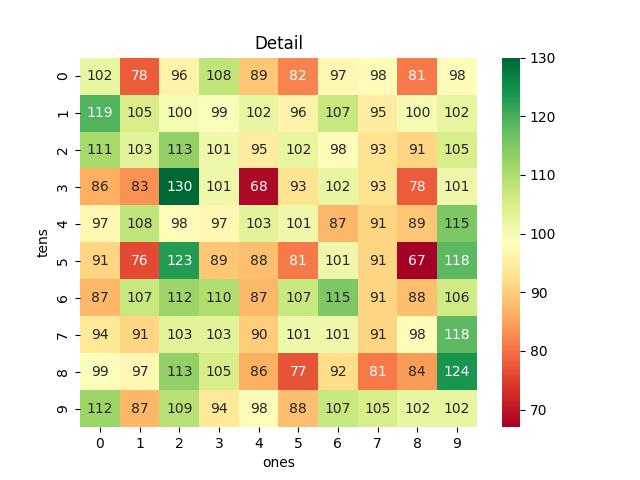 Detail
0 102 78 96 108 89 82 97 98 81 98 130
1 119 105 100 99 102 96 107 95 100 102 120
2 111 103 113 101 95 102 98 93 91 105 110
3 86 83 130 101 68 93 102 93 78 101
4 97 108 98 97 103 101 87 91 89 115 100
tens
5 91 76 123 89 88 81 101 91 67 118
6 87 107 112 110 87 107 115 91 88 106 90
7 94 91 103 103 90 101 101 91 98 118 80
8 99 97 113 105 86 77 92 81 84 124
9 112 87 109 94 98 88 107 105 102 102 70
0 1 2 3 4 5 6 7 8 9
ones